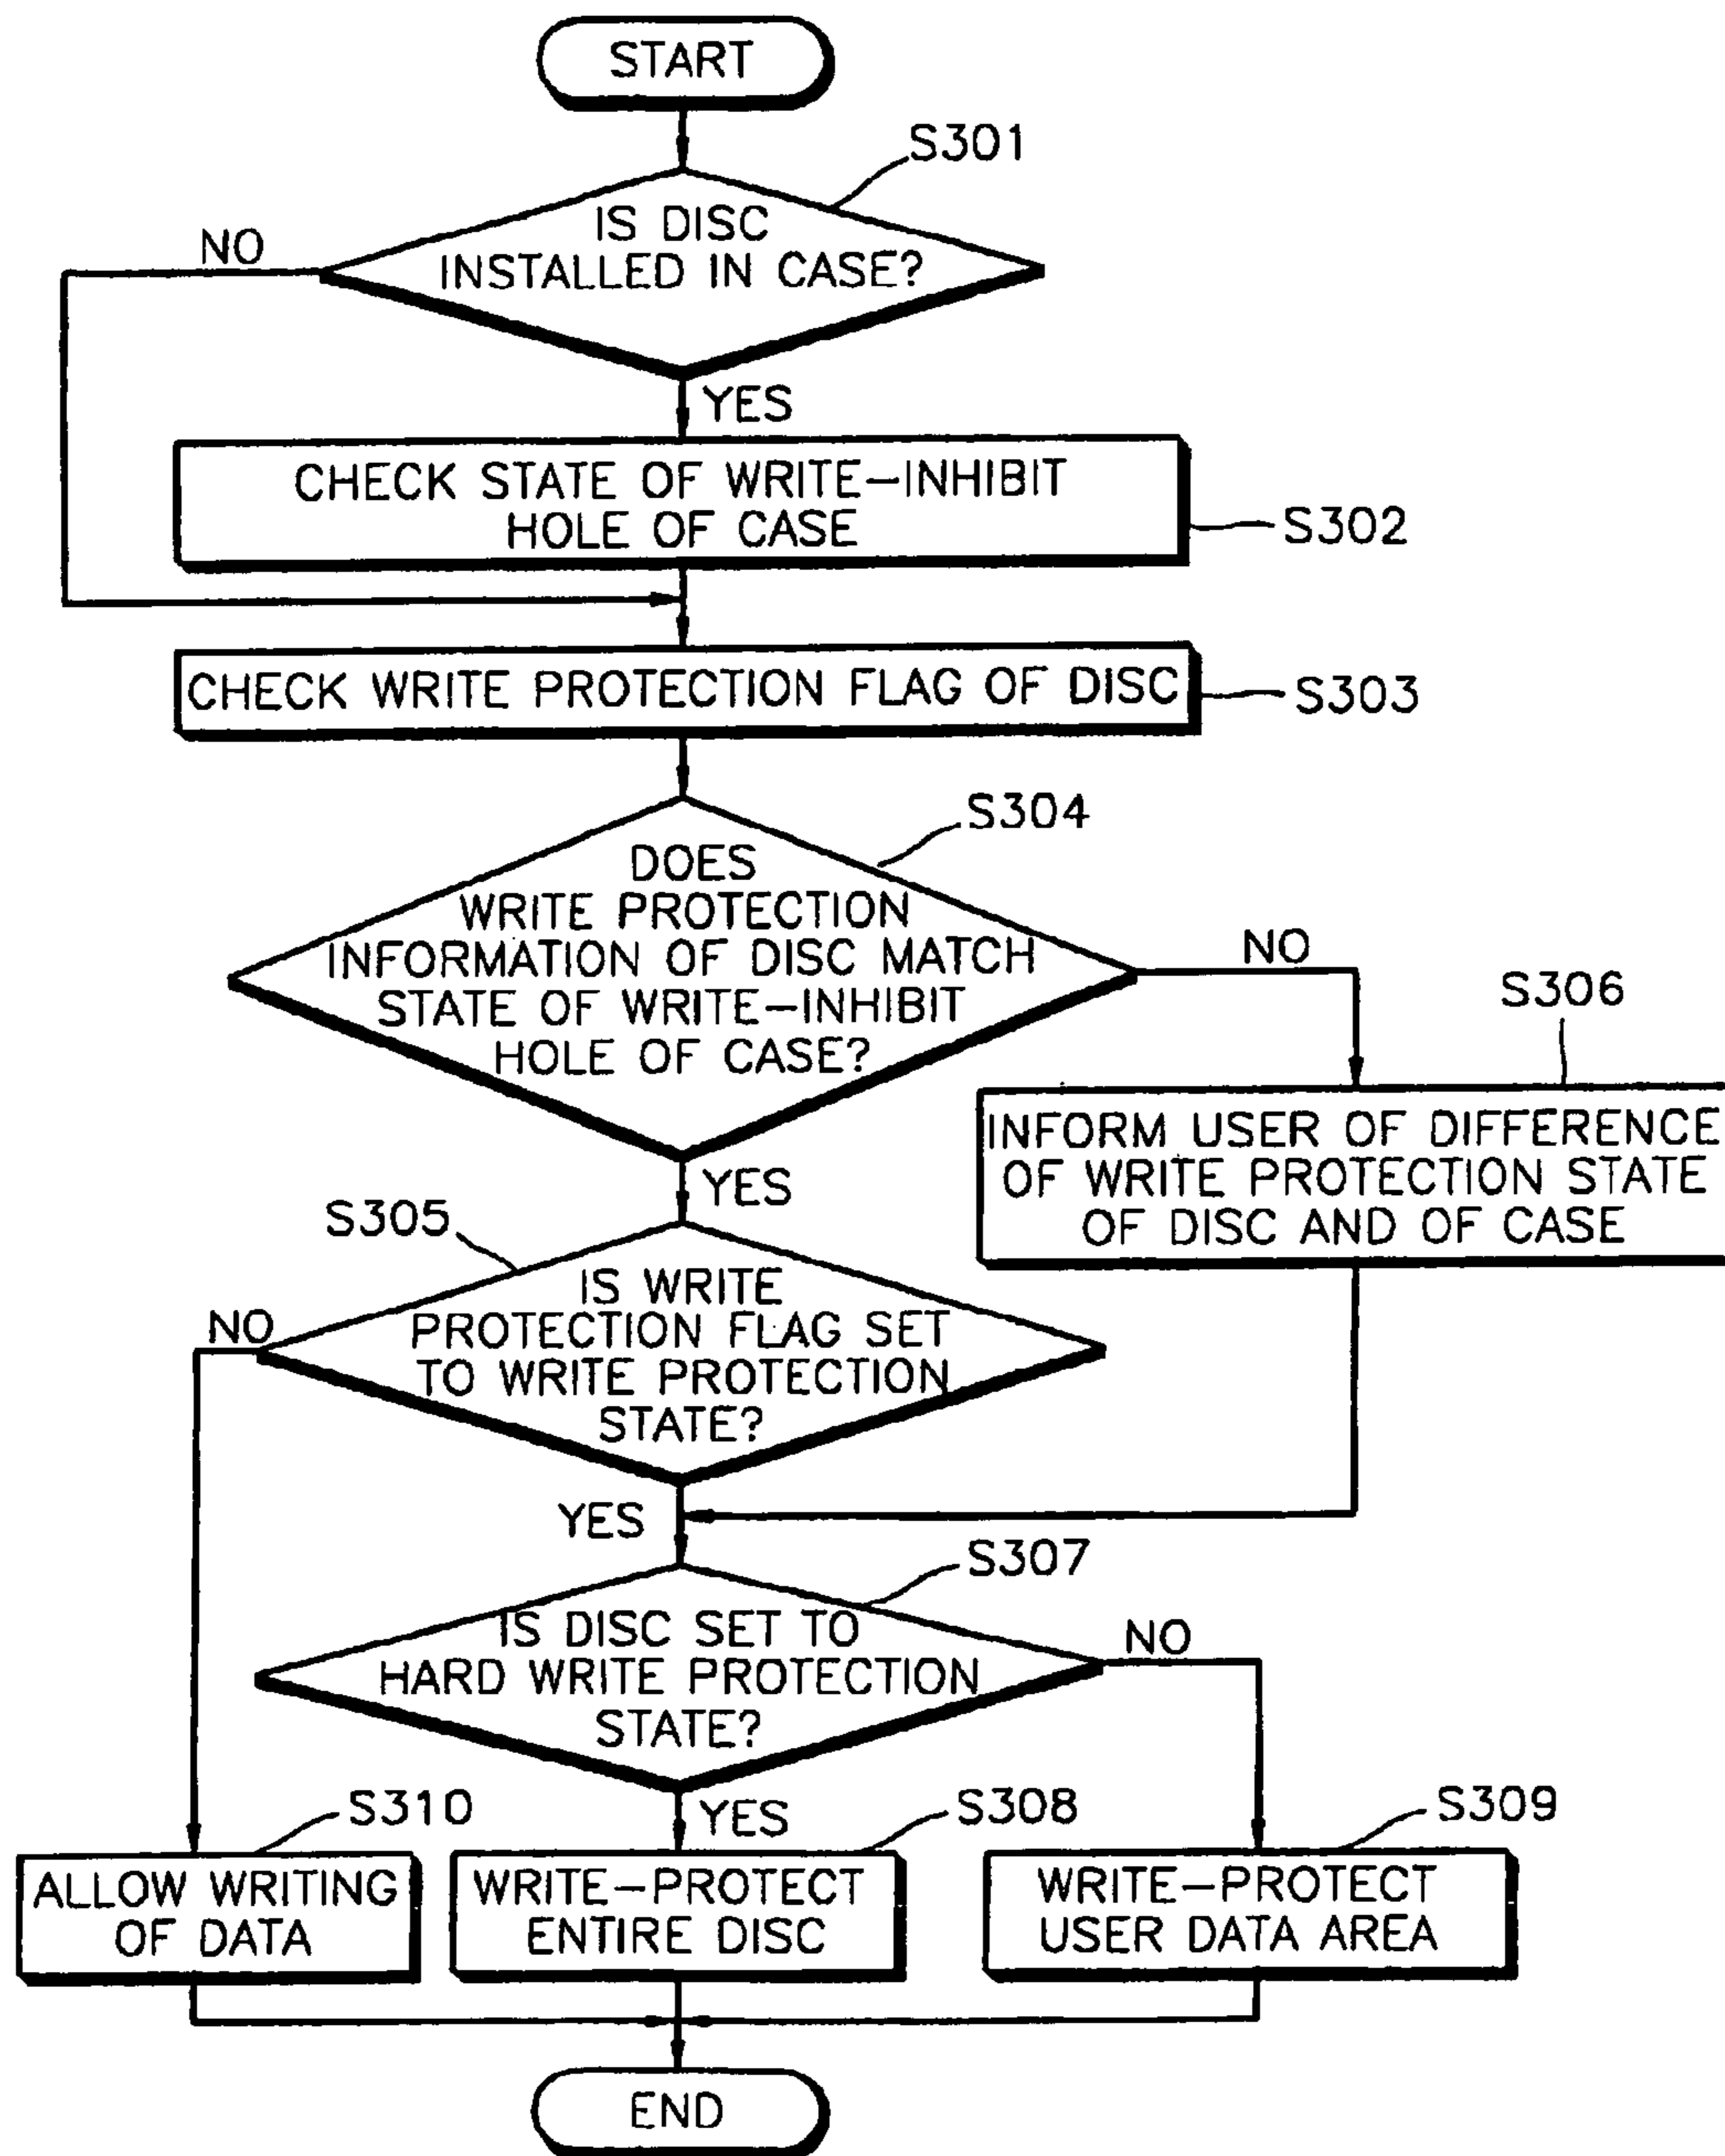 START
S301
IS DISC
INSTALLED IN CASE?
NO
YES
CHECK STATE OF WRITE-INHIBIT
HOLE OF CASE
S302
CHECK WRITE PROTECTION FLAG OF DISC
S303
S304
DOES
WRITE PROTECTION
INFORMATION OF DISC MATCH
STATE OF WRITE-INHIBIT
HOLE OF CASE?
NO
YES
S306
INFORM USER OF DIFFERENCE
OF WRITE PROTECTION STATE
OF DISC AND OF CASE
S305
IS WRITE
PROTECTION FLAG SET
TO WRITE PROTECTION
STATE?
NO
YES
S307
IS DISC SET TO
HARD WRITE PROTECTION
STATE?
NO
YES
S310
ALLOW WRITING
OF DATA
S308
WRITE-PROTECT
ENTIRE DISC
S309
WRITE-PROTECT
USER DATA AREA
END